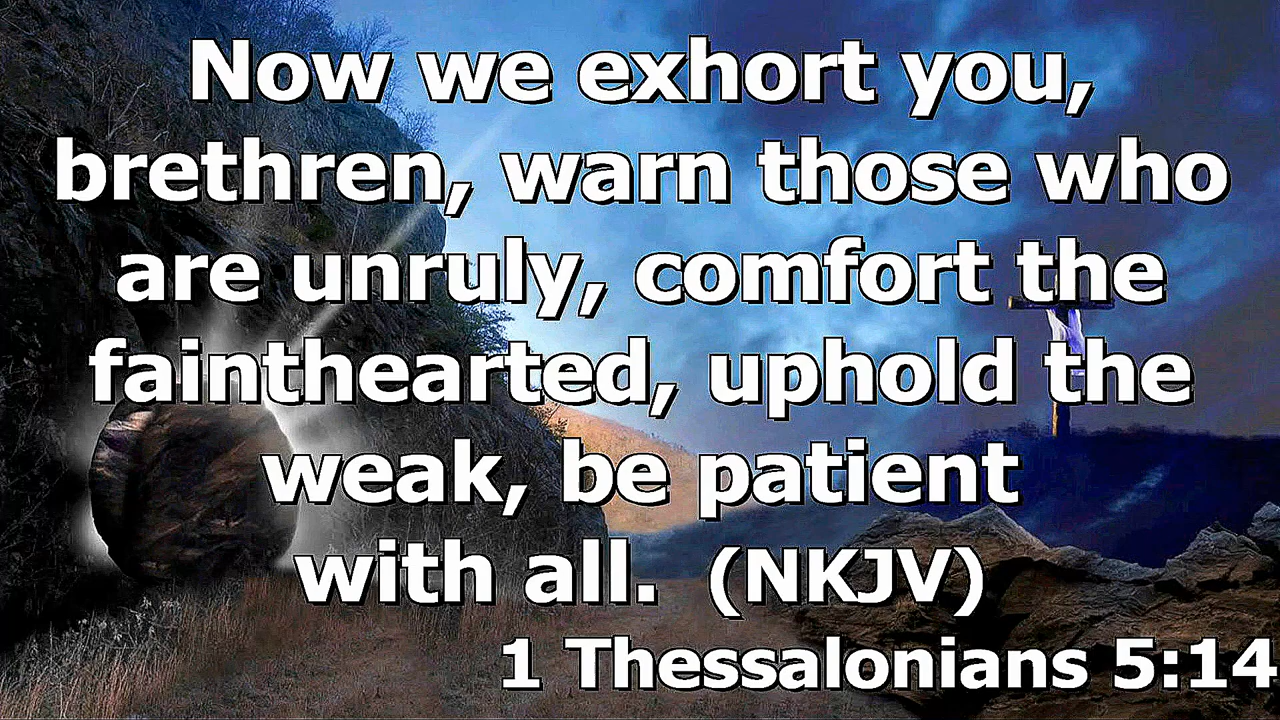 Now we exhort you,
brethren, warn those who
are unruly, comfort the
fainthearted, uphold the
weak, be patient
with all. (NKJV)
1 Thessalonians 5:14